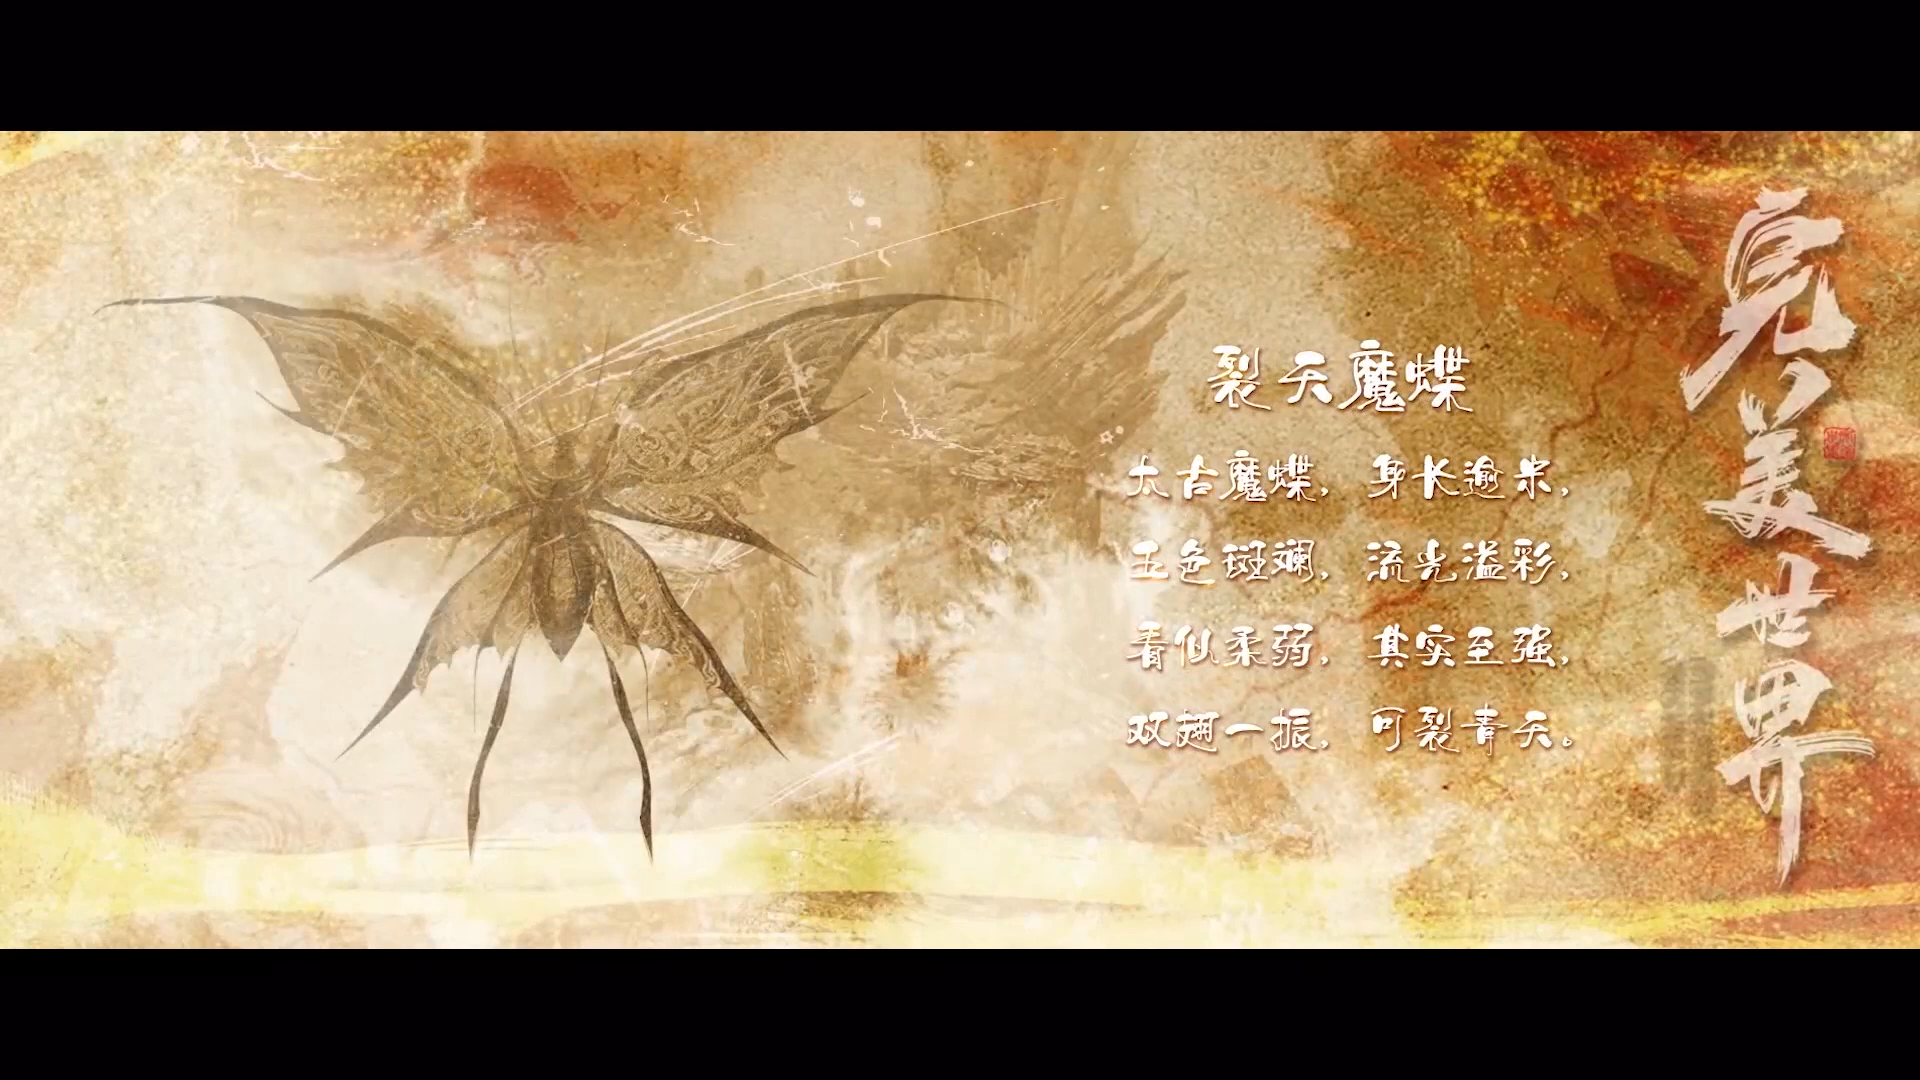 裂天魔蝶
太古魔蝶，身长逾米，
五色斑斓，流光溢彩，
看似柔弱，其实至强，
双翅一振，可裂青天。
完美世界